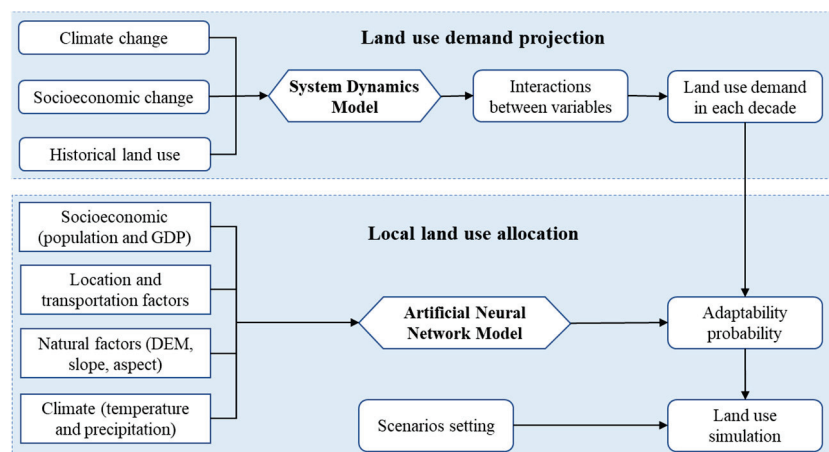 Land use demand projection
Climate change
Socioeconomic change
Historical land use
System Dynamics
Model
Interactions
between variables
Land use demand
in each decade
Local land use allocation
Socioeconomic
(population and GDP)
Location and
transportation factors
Natural factors (DEM,
slope, aspect)
Climate (temperature
and precipitation)
Artificial Neural
Network Model
Adaptability
probability
Scenarios setting
Land use
simulation